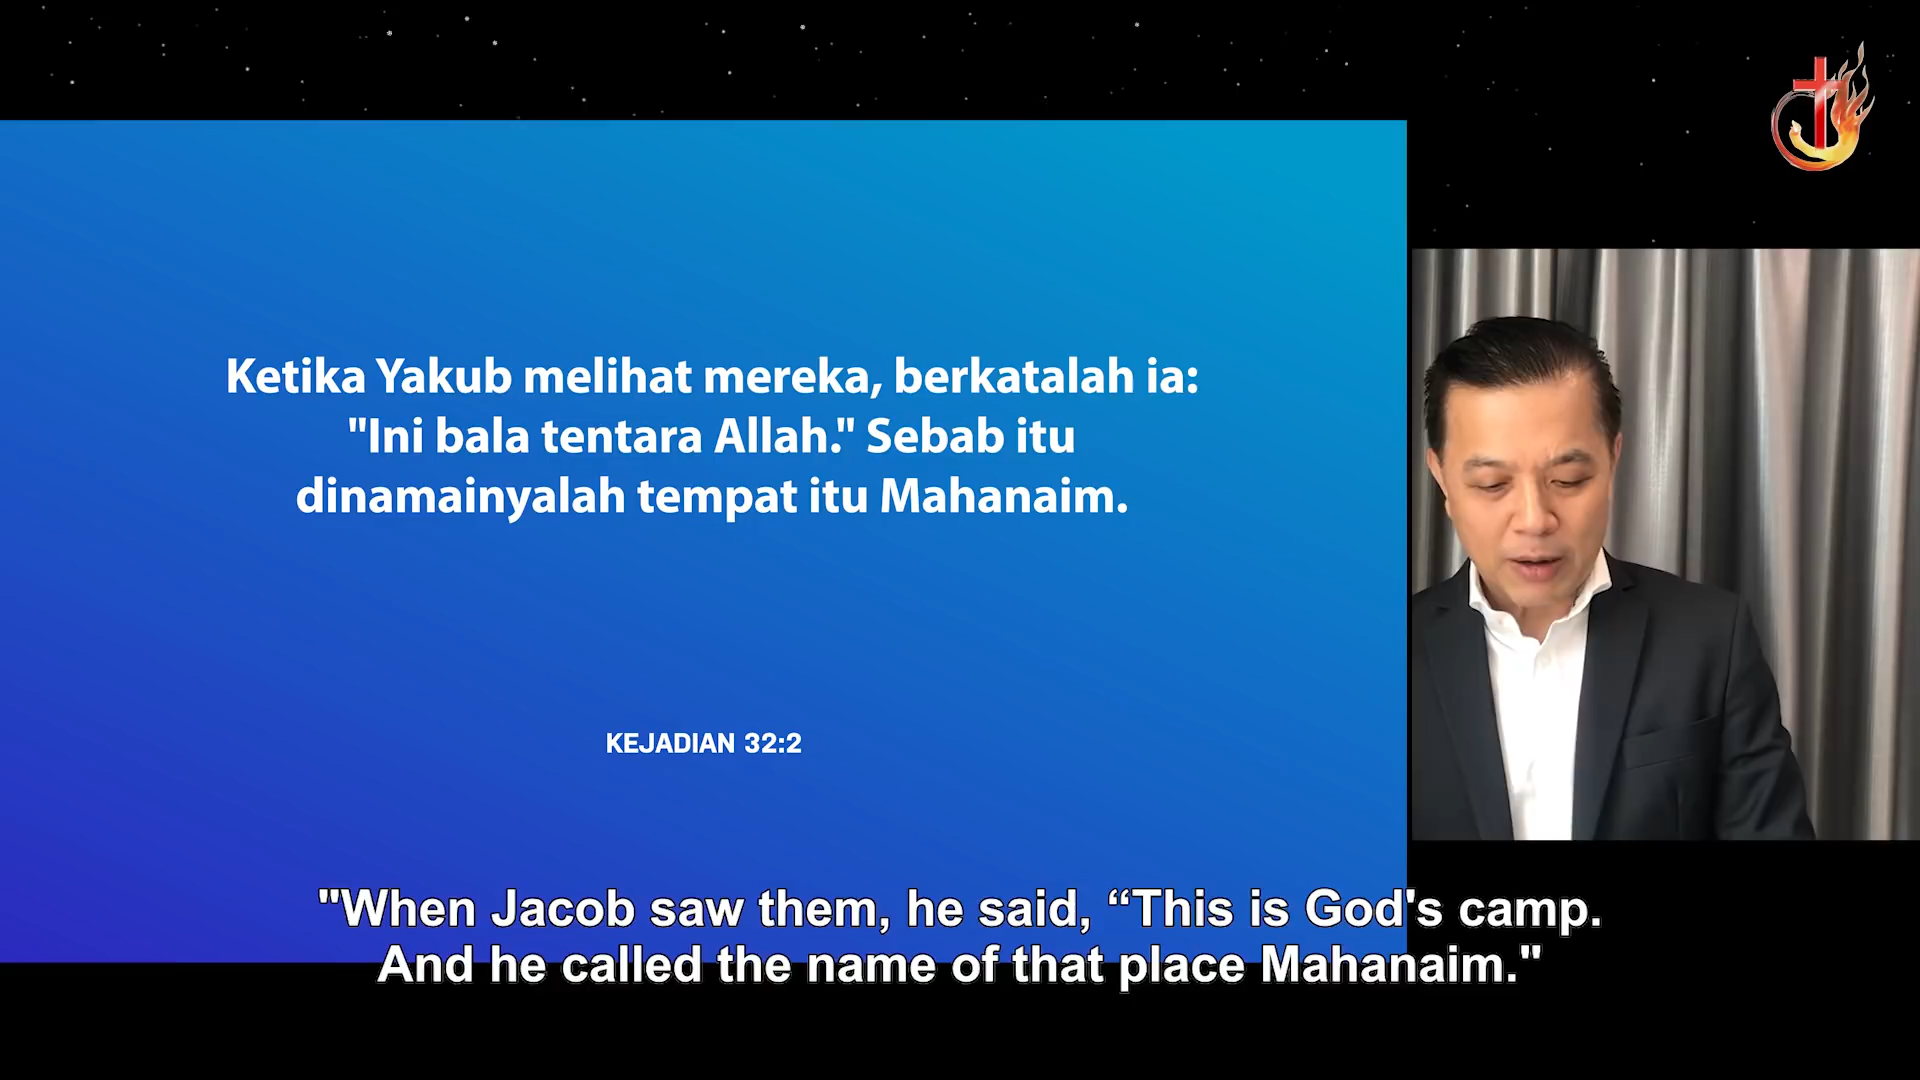 Ketika Yakub melihat mereka, berkatalah ia:
"Ini bala tentara Allah." Sebab itu
dinamainyalah tempat itu Mahanaim.
KEJADIAN 32:2
"When Jacob saw them, he said, “This is God's camp.
And he called the name of that place Mahanaim."